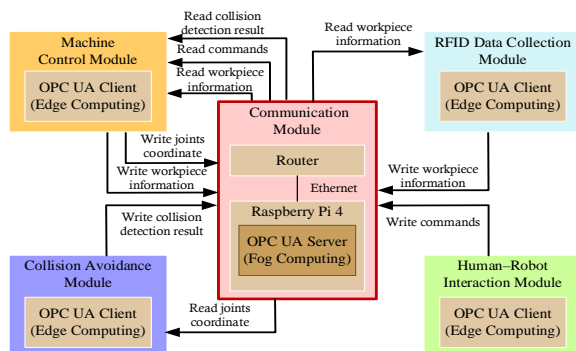 Read collision
detection result
Read commands
Read workpiece
information
Machine
Control Module
OPC UA Client
(Edge Computing)
Read workpiece
information
RFID Data Collection
Module
OPC UA Client
(Edge Computing)
Communication
Module
Router
Ethernet
Raspberry Pi 4
OPC UA Server
(Fog Computing)
Write joints
coordinate
Write workpiece
information
Write collision
detection result
Write workpiece
information
Write commands
Collision Avoidance
Module
OPC UA Client
(Edge Computing)
Read joints
coordinate
Human–Robot
Interaction Module
OPC UA Client
(Edge Computing)